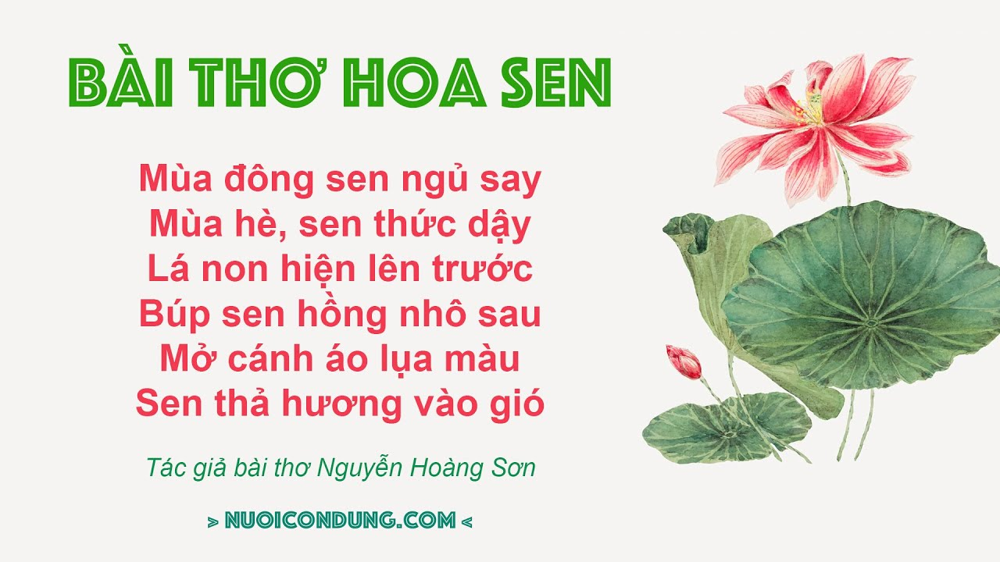 BÀI THƠ HOA SEN
Mùa đông sen ngủ say
Mùa hè, sen thức dậy
Lá non hiện lên trước
Búp sen hồng nhô sau
Mở cánh áo lụa màu
Sen thả hương vào gió
Tác giả bài thơ Nguyễn Hoàng Sơn
> NUOICONDUNG.COM <